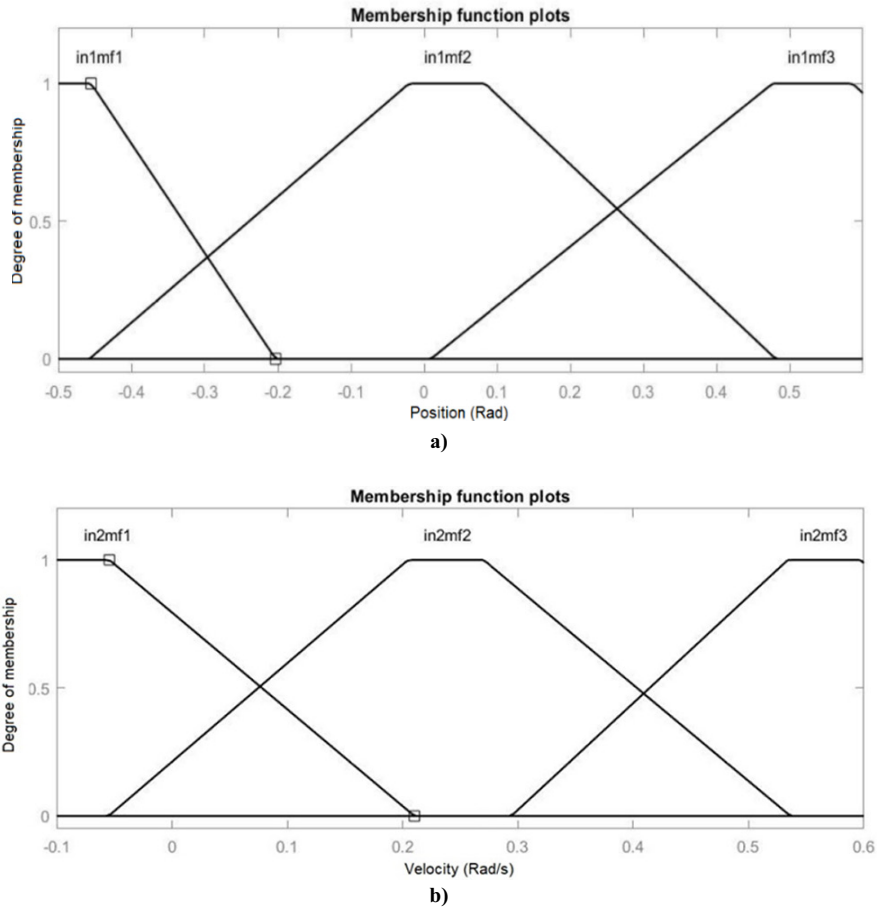 Membership function plots
in1mf1 in1mf2 in1mf3
Degree of membership
1
0.5
0
-0.5 -0.4 -0.3 -0.2 -0.1 0 0.1 0.2 0.3 0.4 0.5
Position (Rad)
a)
Membership function plots
in2mf1 in2mf2 in2mf3
Degree of membership
1
0.5
0
-0.1 0 0.1 0.2 0.3 0.4 0.5 0.6
Velocity (Rad/s)
b)